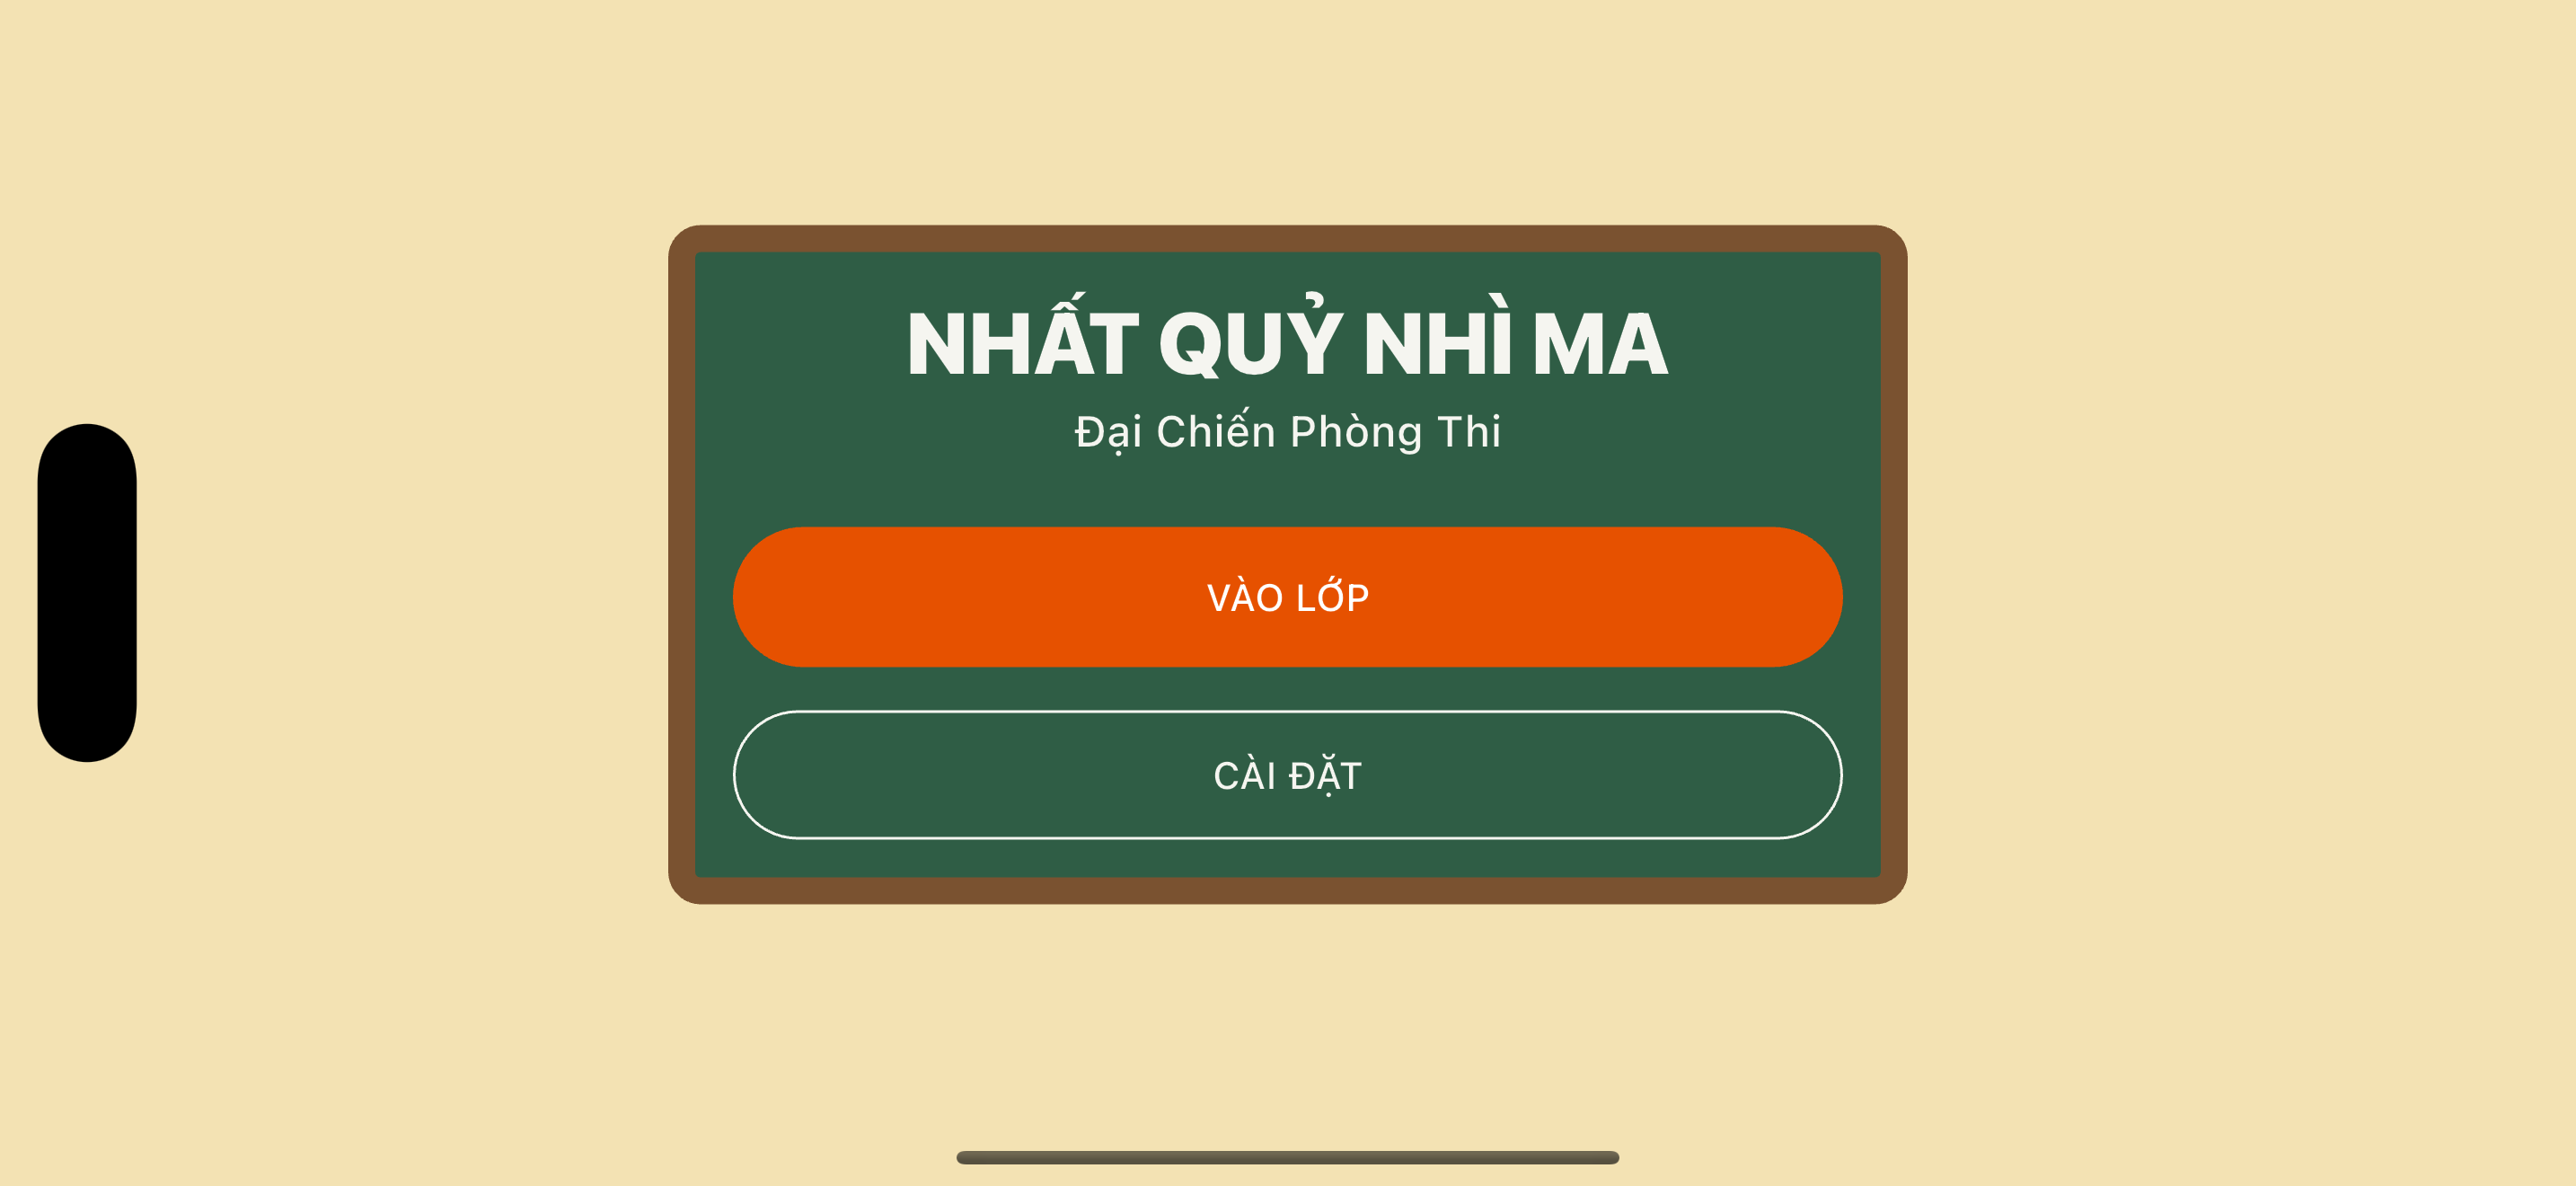 NHẤT QUỶ NHÌ MA
Đại Chiến Phòng Thi
VÀO LỚP
CÀI ĐẶT